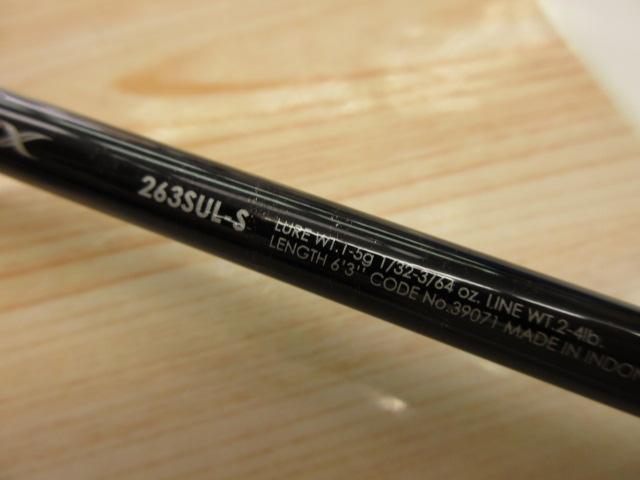 X
263SUL-S
LURE WT.1-5g 1/32-3/64 oz. LINE WT.2-4lb.
LENGTH 6'3'' CODE No.39071 MADE IN INDON